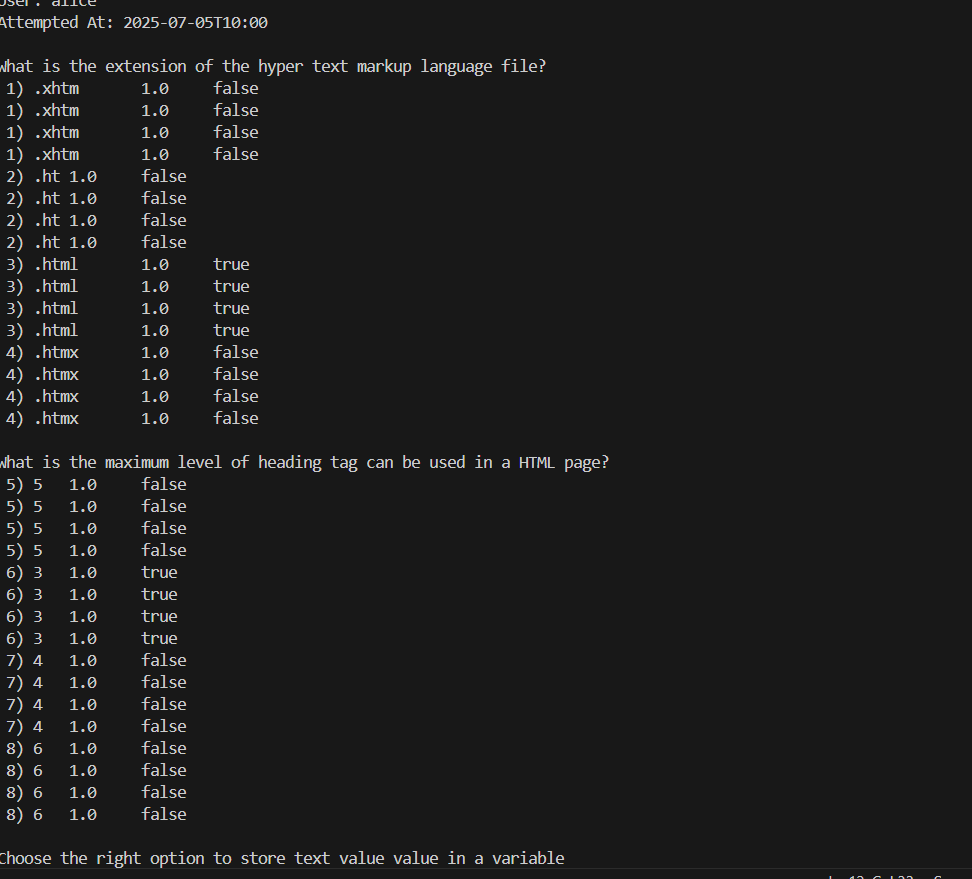 User: alice
Attempted At: 2025-07-05T10:00
What is the extension of the hyper text markup language file?
1) .xhtm 1.0 false
1) .xhtm 1.0 false
1) .xhtm 1.0 false
1) .xhtm 1.0 false
2) .ht 1.0 false
2) .ht 1.0 false
2) .ht 1.0 false
2) .ht 1.0 false
3) .html 1.0 true
3) .html 1.0 true
3) .html 1.0 true
3) .html 1.0 true
4) .htmx 1.0 false
4) .htmx 1.0 false
4) .htmx 1.0 false
4) .htmx 1.0 false
What is the maximum level of heading tag can be used in a HTML page?
5) 5 1.0 false
5) 5 1.0 false
5) 5 1.0 false
5) 5 1.0 false
6) 3 1.0 true
6) 3 1.0 true
6) 3 1.0 true
6) 3 1.0 true
7) 4 1.0 false
7) 4 1.0 false
7) 4 1.0 false
7) 4 1.0 false
8) 6 1.0 false
8) 6 1.0 false
8) 6 1.0 false
8) 6 1.0 false
Choose the right option to store text value value in a variable